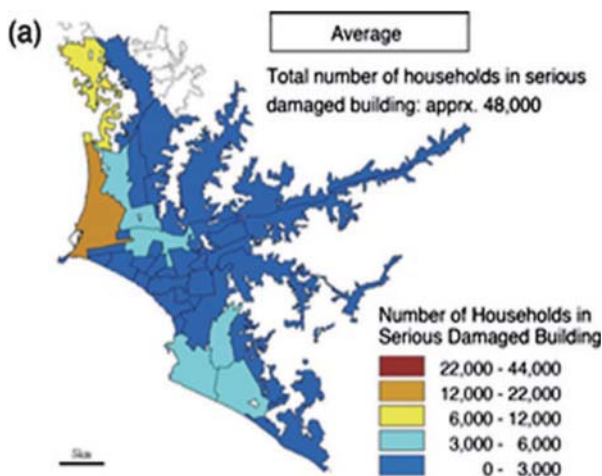 (a)
Average
Total number of households in serious
damaged building: apprx. 48,000
Number of Households in
Serious Damaged Building
22,000 - 44,000
12,000 - 22,000
6,000 - 12,000
3,000 - 6,000
0 - 3,000
5km